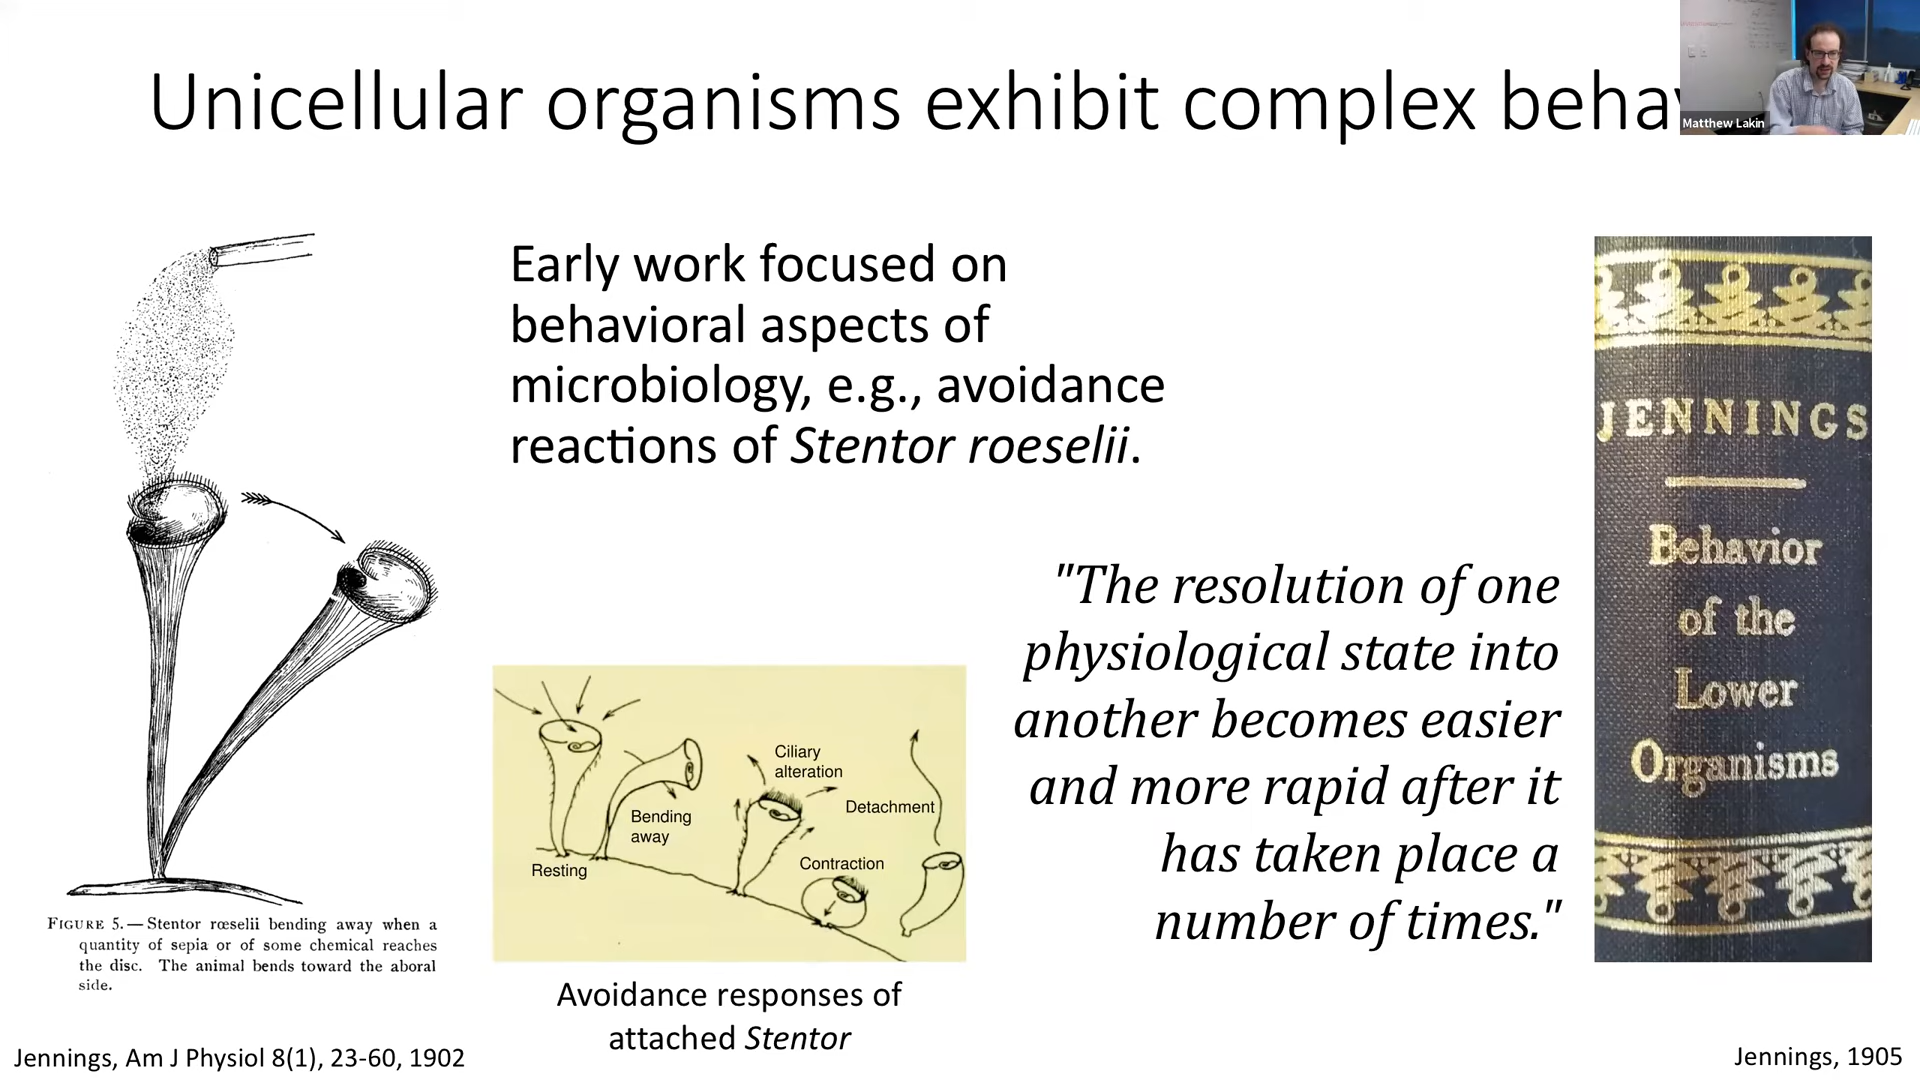 Unicellular organisms exhibit complex beha
Matthew Lakin
Early work focused on
behavioral aspects of
microbiology, e.g., avoidance
reactions of Stentor roeselii.
FIGURE 5.—Stentor rœselii bending away when a
quantity of sepia or of some chemical reaches
the disc. The animal bends toward the aboral
side.
Jennings, Am J Physiol 8(1), 23-60, 1902
Resting
Bending
away
Ciliary
alteration
Contraction
Detachment
Avoidance responses of
attached Stentor
"The resolution of one
physiological state into
another becomes easier
and more rapid after it
has taken place a
number of times."
JENNINGS
Behavior
of the
Lower
Organisms
Jennings, 1905